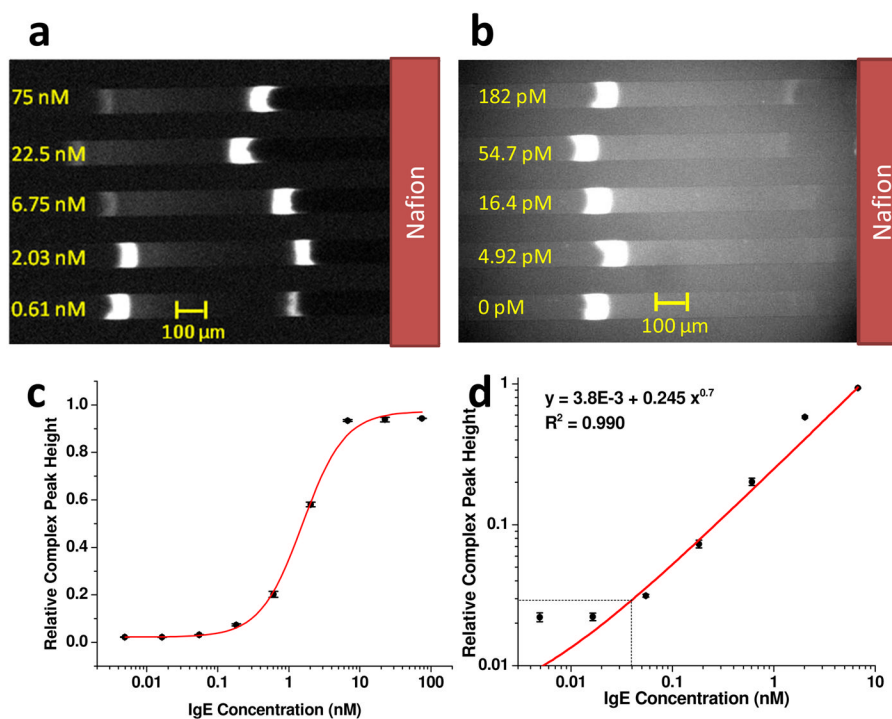 a
75 nM
22.5 nM
6.75 nM
2.03 nM
0.61 nM
100 µm
Nafion
b
182 pM
54.7 pM
16.4 pM
4.92 pM
0 pM
100 µm
Nafion
c
Relative Complex Peak Height
1.0
0.8
0.6
0.4
0.2
0.0
0.01 0.1 1 10 100
IgE Concentration (nM)
d
y = 3.8E-3 + 0.245 x^0.7
R² = 0.990
Relative Complex Peak Height
1
0.1
0.01
0.01 0.1 1 10
IgE Concentration (nM)